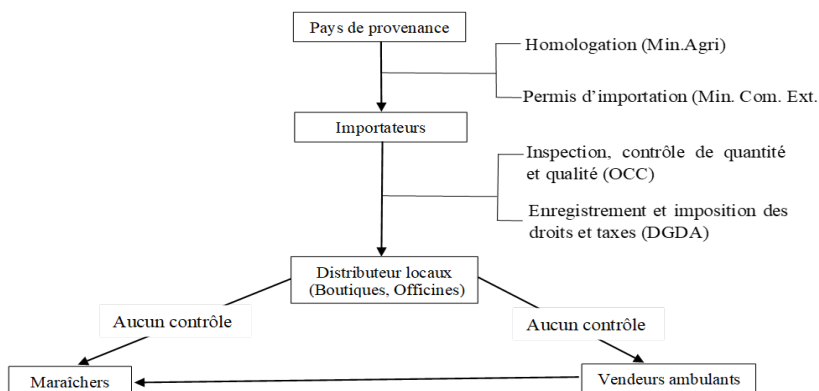 Pays de provenance
Homologation (Min.Agri)
Permis d’importation (Min. Com. Ext.
Importateurs
Inspection, contrôle de quantité
et qualité (OCC)
Enregistrement et imposition des
droits et taxes (DGDA)
Distributeur locaux
(Boutiques, Officines)
Aucun contrôle
Aucun contrôle
Maraîchers
Vendeurs ambulants